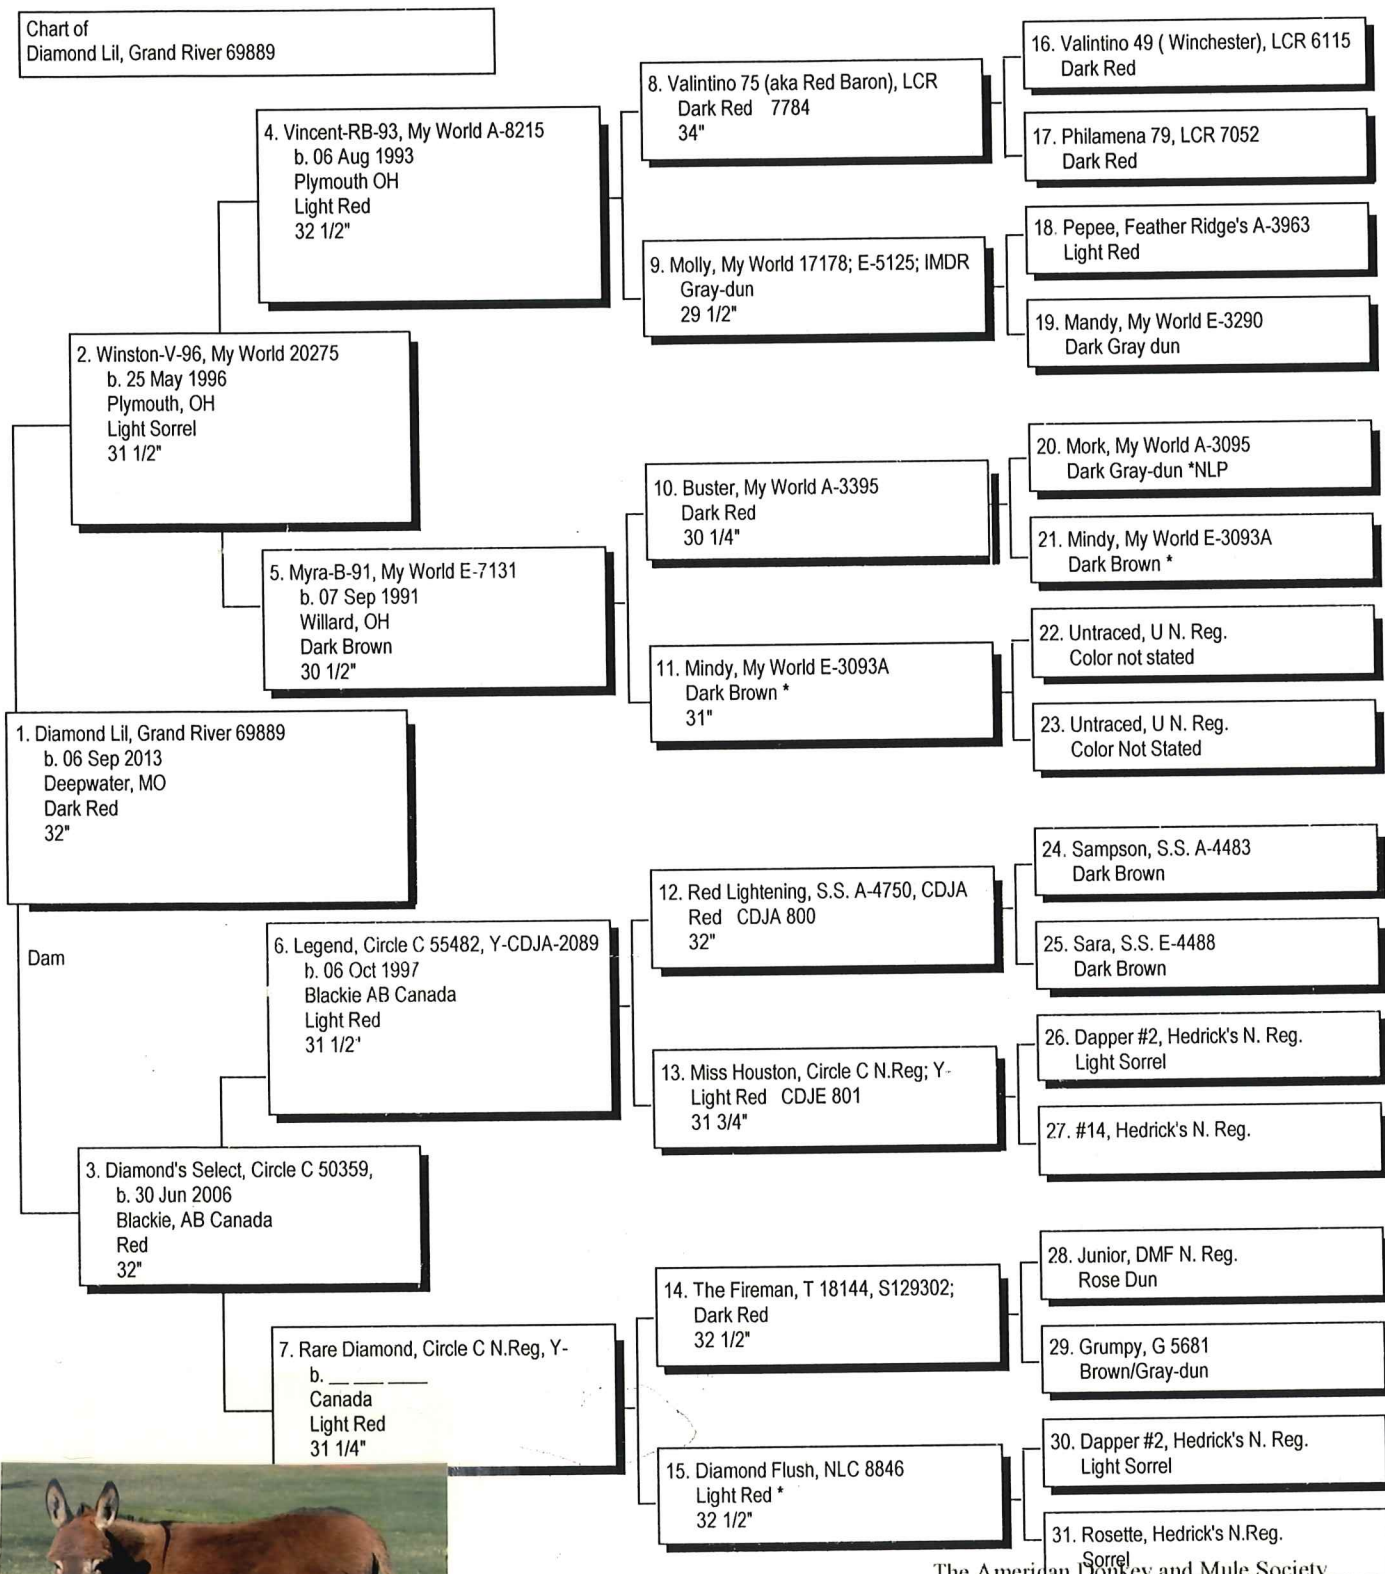 Chart of
Diamond Lil, Grand River 69889
1. Diamond Lil, Grand River 69889
b. 06 Sep 2013
Deepwater, MO
Dark Red
32"
Dam
2. Winston-V-96, My World 20275
b. 25 May 1996
Plymouth, OH
Light Sorrel
31 1/2"
3. Diamond's Select, Circle C 50359,
b. 30 Jun 2006
Blackie, AB Canada
Red
32"
4. Vincent-RB-93, My World A-8215
b. 06 Aug 1993
Plymouth OH
Light Red
32 1/2"
5. Myra-B-91, My World E-7131
b. 07 Sep 1991
Willard, OH
Dark Brown
30 1/2"
6. Legend, Circle C 55482, Y-CDJA-2089
b. 06 Oct 1997
Blackie AB Canada
Light Red
31 1/2"
7. Rare Diamond, Circle C N.Reg, Y-
b. __ ___ ____
Canada
Light Red
31 1/4"
8. Valintino 75 (aka Red Baron), LCR
Dark Red 7784
34"
9. Molly, My World 17178; E-5125; IMDR
Gray-dun
29 1/2"
10. Buster, My World A-3395
Dark Red
30 1/4"
11. Mindy, My World E-3093A
Dark Brown *
31"
12. Red Lightening, S.S. A-4750, CDJA
Red CDJA 800
32"
13. Miss Houston, Circle C N.Reg; Y-
Light Red CDJE 801
31 3/4"
14. The Fireman, T 18144, S129302;
Dark Red
32 1/2"
15. Diamond Flush, NLC 8846
Light Red *
32 1/2"
16. Valintino 49 ( Winchester), LCR 6115
Dark Red
17. Philamena 79, LCR 7052
Dark Red
18. Pepee, Feather Ridge's A-3963
Light Red
19. Mandy, My World E-3290
Dark Gray dun
20. Mork, My World A-3095
Dark Gray-dun *NLP
21. Mindy, My World E-3093A
Dark Brown *
22. Untraced, U N. Reg.
Color not stated
23. Untraced, U N. Reg.
Color Not Stated
24. Sampson, S.S. A-4483
Dark Brown
25. Sara, S.S. E-4488
Dark Brown
26. Dapper #2, Hedrick's N. Reg.
Light Sorrel
27. #14, Hedrick's N. Reg.
28. Junior, DMF N. Reg.
Rose Dun
29. Grumpy, G 5681
Brown/Gray-dun
30. Dapper #2, Hedrick's N. Reg.
Light Sorrel
31. Rosette, Hedrick's N.Reg.
Sorrel
The American Donkey and Mule Society